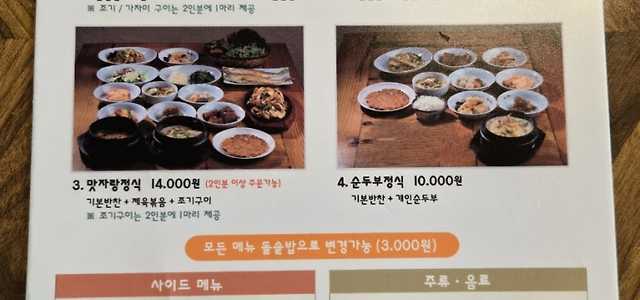 ※ 조기 / 가자미 구이는 2인분에 1마리 제공
3. 맛자랑정식 14.000원 (2인분 이상 주문가능)
기본반찬 + 제육볶음 + 조기구이
※ 조기구이는 2인분에 1마리 제공
4. 순두부정식 10.000원
기본반찬 + 개인순두부
모든 메뉴 돌솥밥으로 변경가능 (3.000원)
사이드 메뉴
주류 · 음료